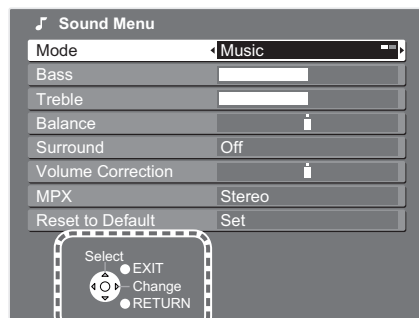 Sound Menu
Mode Music
Bass
Treble
Balance
Surround Off
Volume Correction
MPX Stereo
Reset to Default Set
Select
EXIT
Change
RETURN